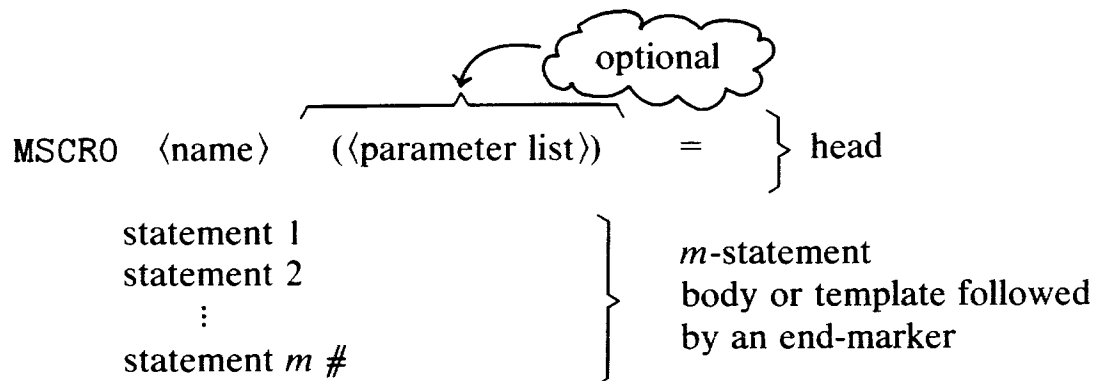 optional
MSCRO ⟨name⟩ (⟨parameter list⟩) = } head
statement 1
statement 2
⋮
statement m #
m-statement
body or template followed
by an end-marker